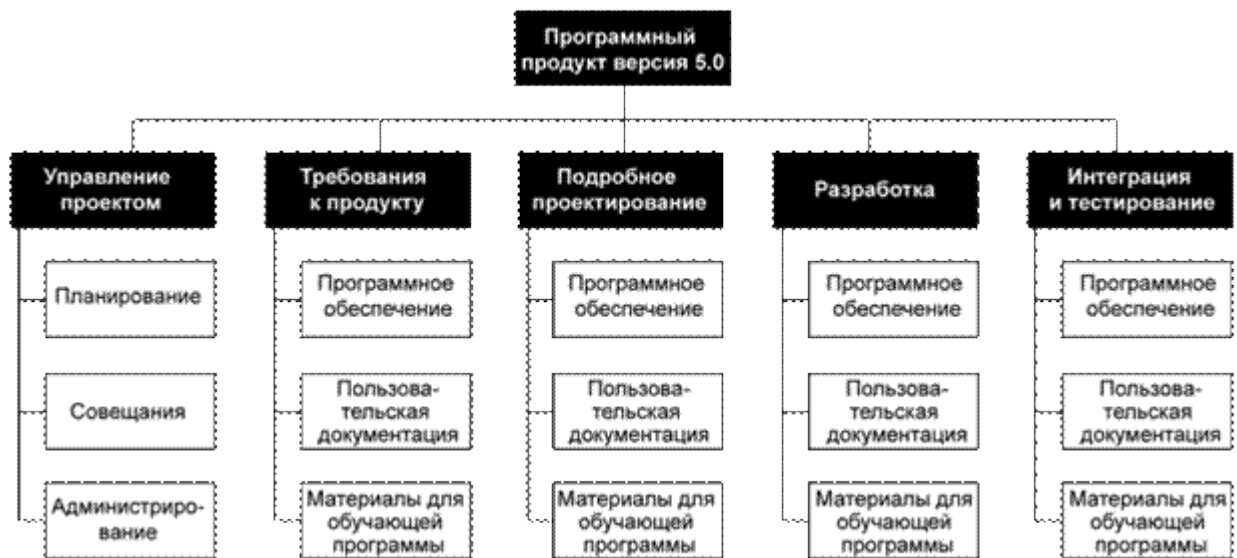 Программный
продукт версия 5.0
Управление
проектом
Требования
к продукту
Подробное
проектирование
Разработка
Интеграция
и тестирование
Планирование
Программное
обеспечение
Программное
обеспечение
Программное
обеспечение
Программное
обеспечение
Совещания
Пользова-
тельская
документация
Пользова-
тельская
документация
Пользова-
тельская
документация
Пользова-
тельская
документация
Администриро-
вание
Материалы для
обучающей
программы
Материалы для
обучающей
программы
Материалы для
обучающей
программы
Материалы для
обучающей
программы